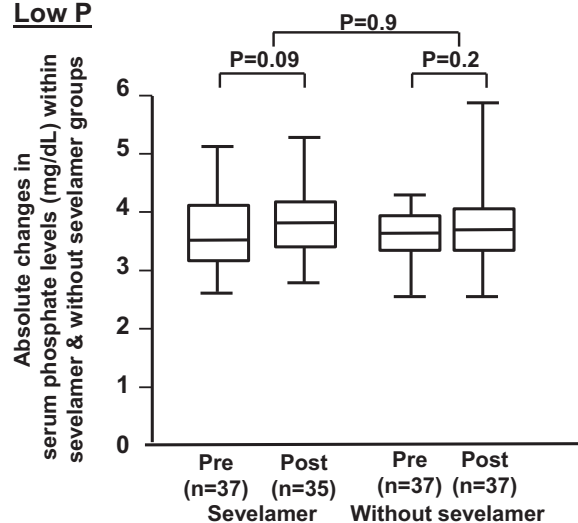 Low P
P=0.9
P=0.09
P=0.2
Absolute changes in
serum phosphate levels (mg/dL) within
sevelamer & without sevelamer groups
6
5
4
3
2
1
0
Pre Post Pre Post
(n=37) (n=35) (n=37) (n=37)
Sevelamer Without sevelamer